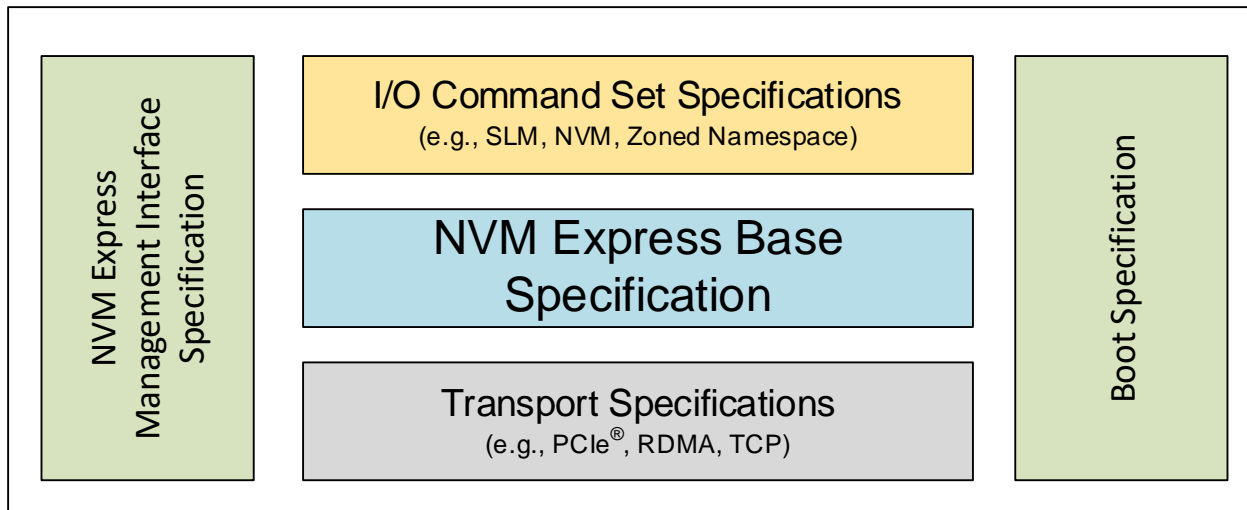 NVM Express
Management Interface
Specification
I/O Command Set Specifications
(e.g., SLM, NVM, Zoned Namespace)
NVM Express Base
Specification
Transport Specifications
(e.g., PCIe®, RDMA, TCP)
Boot Specification